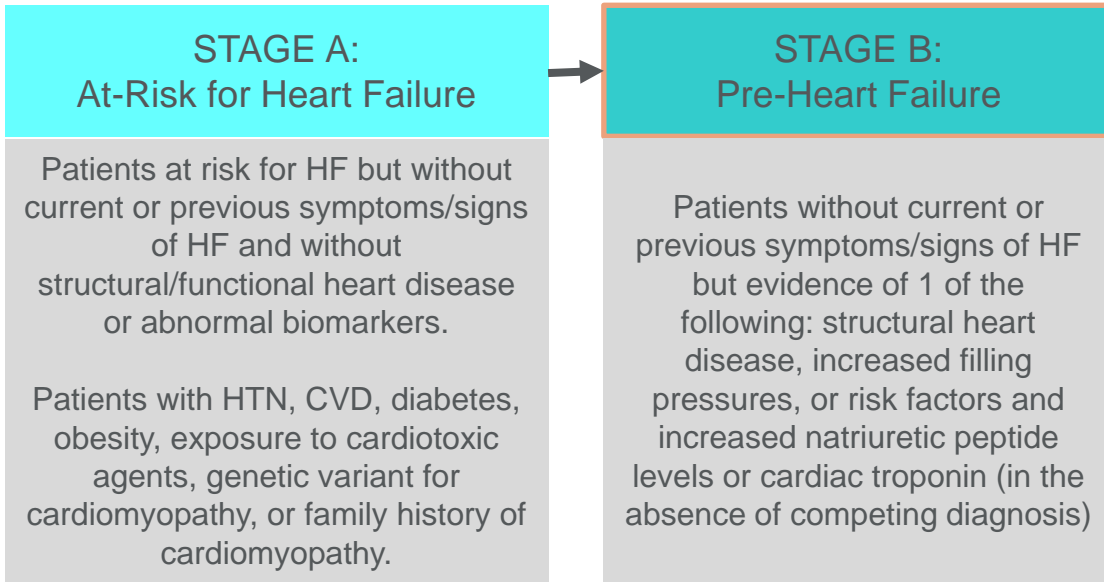 STAGE A:
At-Risk for Heart Failure
Patients at risk for HF but without
current or previous symptoms/signs
of HF and without
structural/functional heart disease
or abnormal biomarkers.
Patients with HTN, CVD, diabetes,
obesity, exposure to cardiotoxic
agents, genetic variant for
cardiomyopathy, or family history of
cardiomyopathy.
STAGE B:
Pre-Heart Failure
Patients without current or
previous symptoms/signs of HF
but evidence of 1 of the
following: structural heart
disease, increased filling
pressures, or risk factors and
increased natriuretic peptide
levels or cardiac troponin (in the
absence of competing diagnosis)